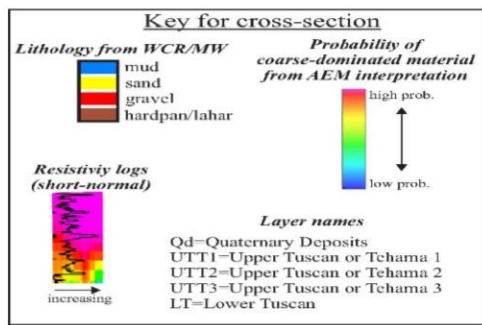 Key for cross-section
Lithology from WCR/MW
mud
sand
gravel
hardpan/lahar
Probability of
coarse-dominated material
from AEM interpretation
high prob.
low prob.
Resistiviy logs
(short-normal)
increasing
Layer names
Qd=Quaternary Deposits
UTT1=Upper Tuscan or Tehama 1
UTT2=Upper Tuscan or Tehama 2
UTT3=Upper Tuscan or Tehama 3
LT=Lower Tuscan